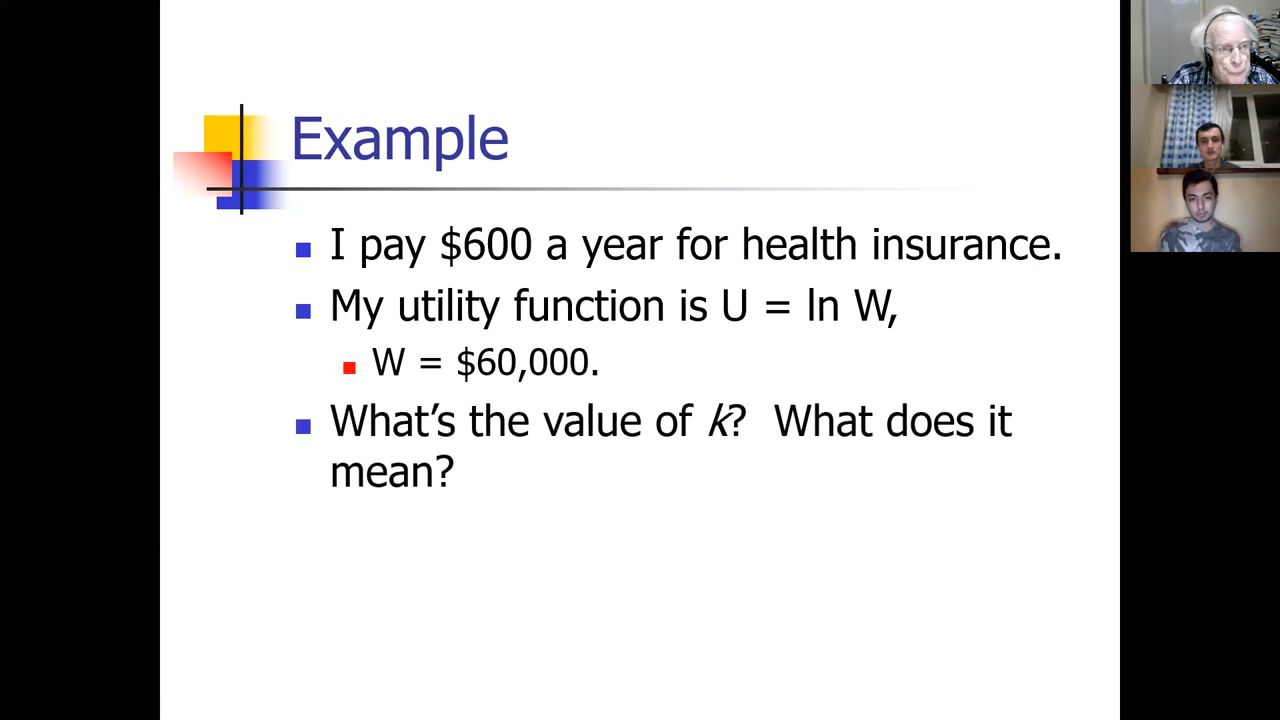 Example
I pay $600 a year for health insurance.
My utility function is U = ln W,
W = $60,000.
What’s the value of k? What does it
mean?